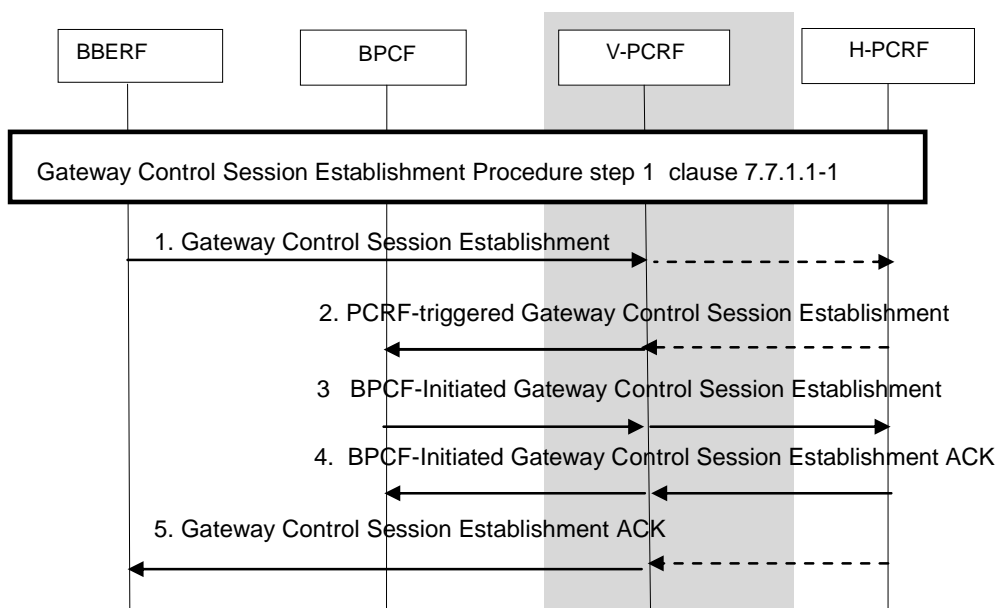 BBERF
BPCF
V-PCRF
H-PCRF
Gateway Control Session Establishment Procedure step 1 clause 7.7.1.1-1
1. Gateway Control Session Establishment
2. PCRF-triggered Gateway Control Session Establishment
3 BPCF-Initiated Gateway Control Session Establishment
4. BPCF-Initiated Gateway Control Session Establishment ACK
5. Gateway Control Session Establishment ACK